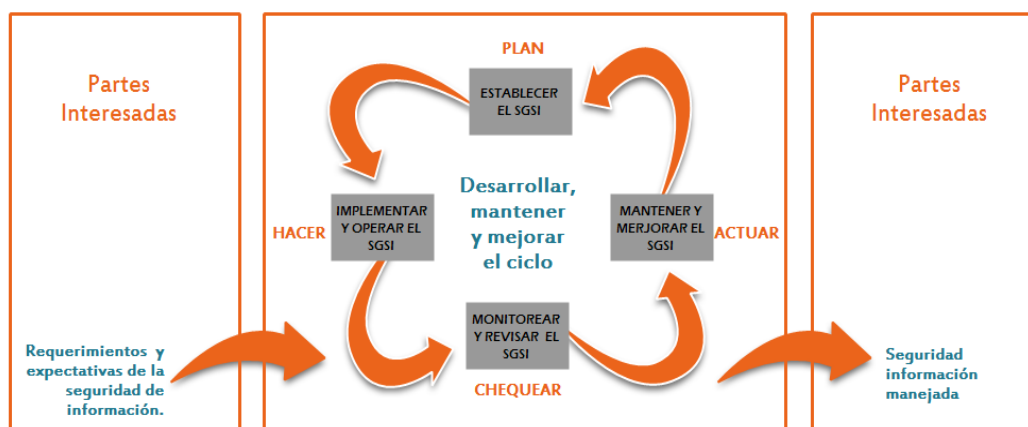 Partes
Interesadas
Requerimientos y
expectativas de la
seguridad de
información.
PLAN
ESTABLECER
EL SGSI
HACER
IMPLEMENTAR
Y OPERAR EL
SGSI
Desarrollar,
mantener
y mejorar
el ciclo
MANTENER Y
MERJORAR EL
SGSI
ACTUAR
MONITOREAR
Y REVISAR EL
SGSI
CHEQUEAR
Partes
Interesadas
Seguridad
información
manejada